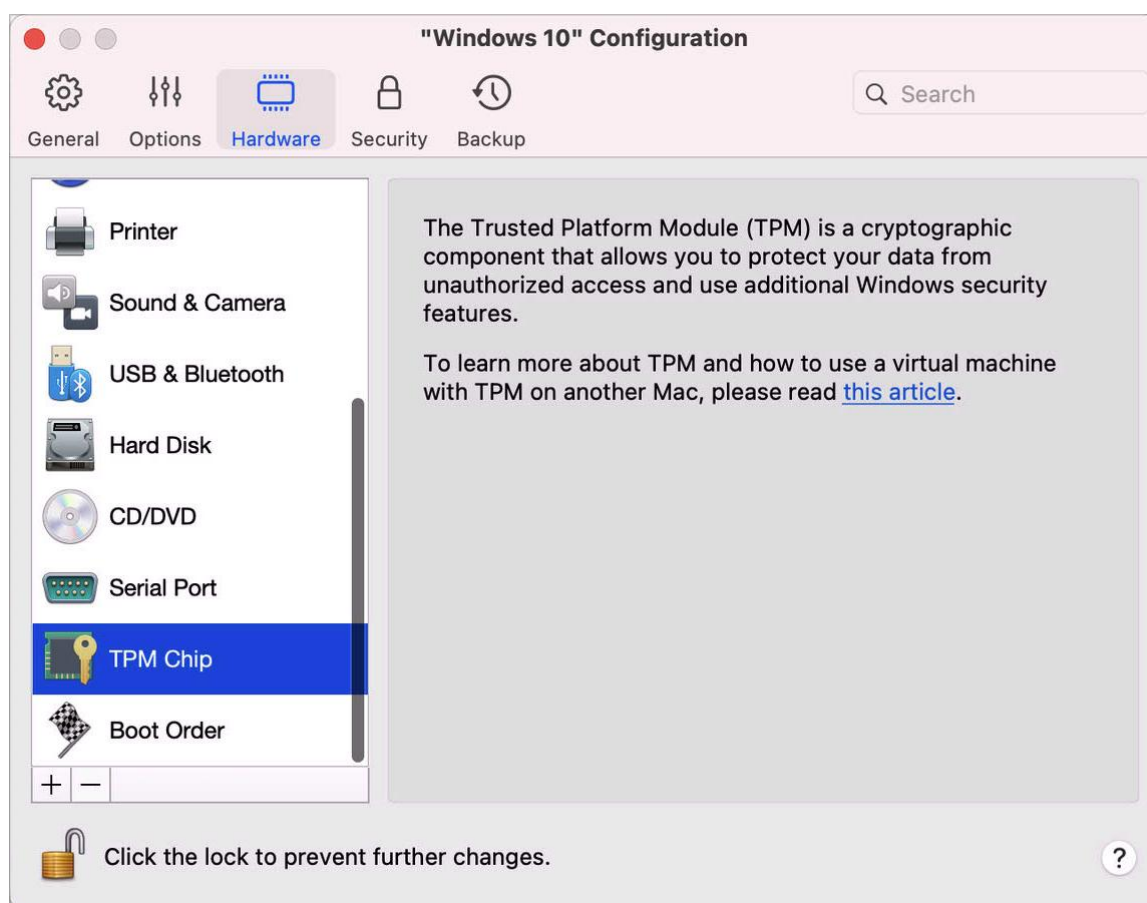 "Windows 10" Configuration
General Options Hardware Security Backup
Search
Printer
Sound & Camera
USB & Bluetooth
Hard Disk
CD/DVD
Serial Port
TPM Chip
Boot Order
+ −
The Trusted Platform Module (TPM) is a cryptographic
component that allows you to protect your data from
unauthorized access and use additional Windows security
features.
To learn more about TPM and how to use a virtual machine
with TPM on another Mac, please read this article.
Click the lock to prevent further changes.
?